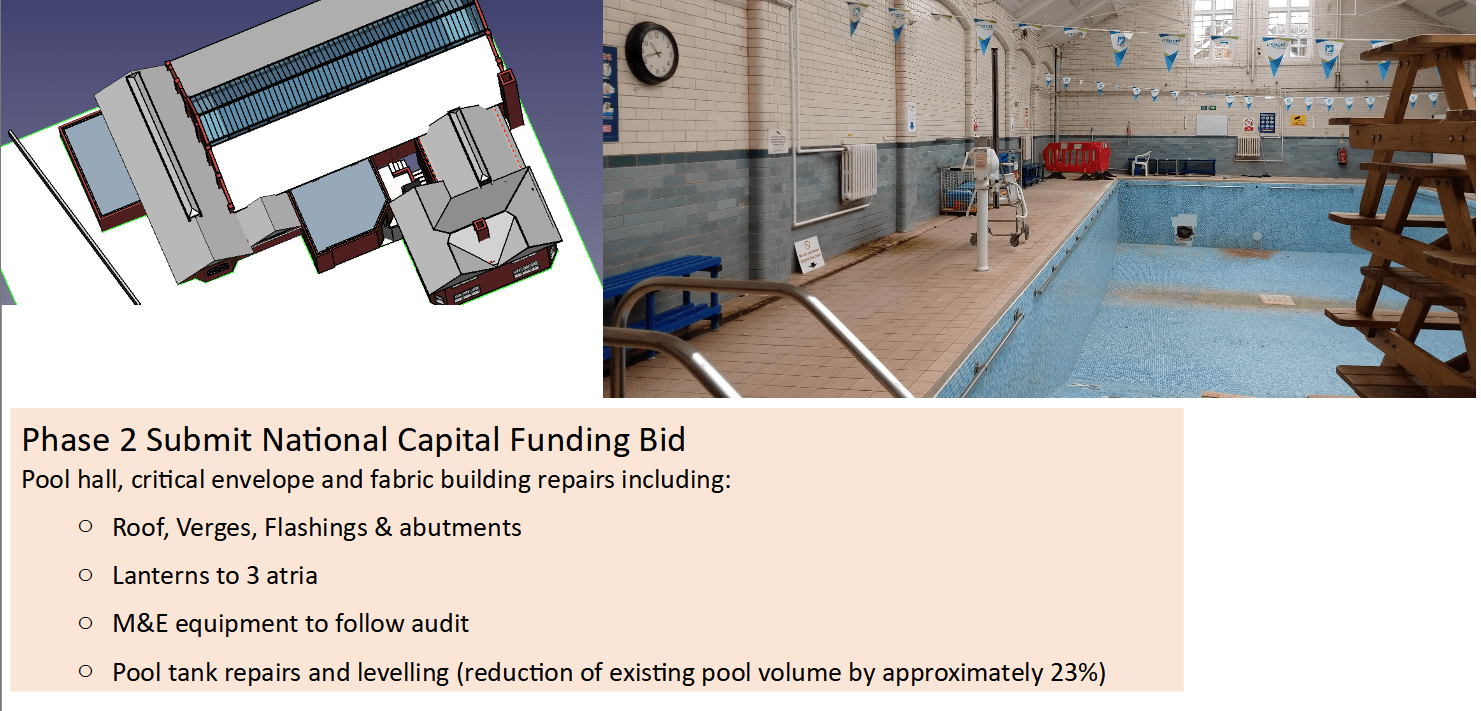 Phase 2 Submit National Capital Funding Bid
Pool hall, critical envelope and fabric building repairs including:
○ Roof, Verges, Flashings & abutments
○ Lanterns to 3 atria
○ M&E equipment to follow audit
○ Pool tank repairs and levelling (reduction of existing pool volume by approximately 23%)